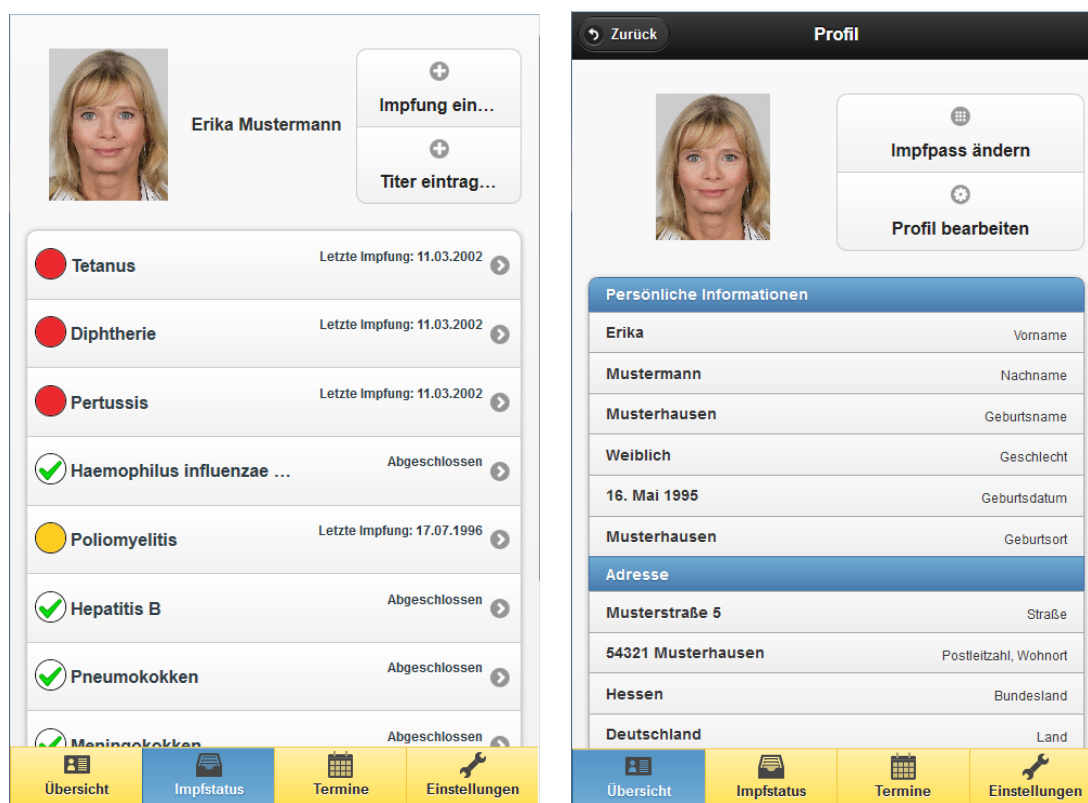 Erika Mustermann
Impfung ein...
Titer eintrag...
Tetanus Letzte Impfung: 11.03.2002
Diphtherie Letzte Impfung: 11.03.2002
Pertussis Letzte Impfung: 11.03.2002
Haemophilus influenzae ... Abgeschlossen
Poliomyelitis Letzte Impfung: 17.07.1996
Hepatitis B Abgeschlossen
Pneumokokken Abgeschlossen
Meningokokken Abgeschlossen
Übersicht Impfstatus Termine Einstellungen
Zurück Profil
Impfpass ändern
Profil bearbeiten
Persönliche Informationen
Erika Vorname
Mustermann Nachname
Musterhausen Geburtsname
Weiblich Geschlecht
16. Mai 1995 Geburtsdatum
Musterhausen Geburtsort
Adresse
Musterstraße 5 Straße
54321 Musterhausen Postleitzahl, Wohnort
Hessen Bundesland
Deutschland Land
Übersicht Impfstatus Termine Einstellungen